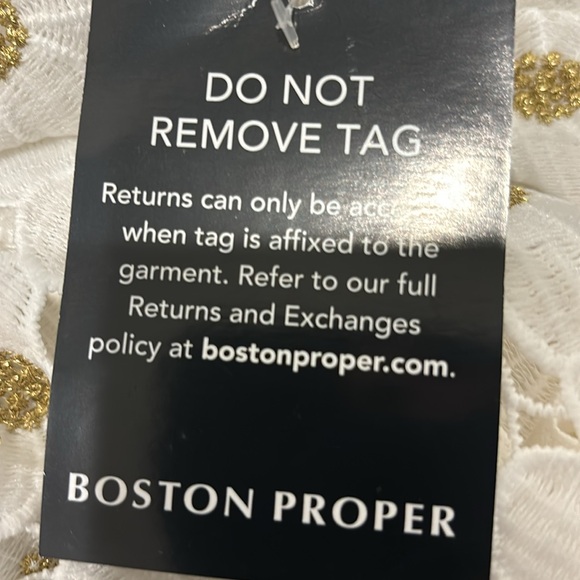 DO NOT
REMOVE TAG
Returns can only be
when tag is affixed to the
garment. Refer to our full
Returns and Exchanges
policy at bostonproper.com.
BOSTON PROPER